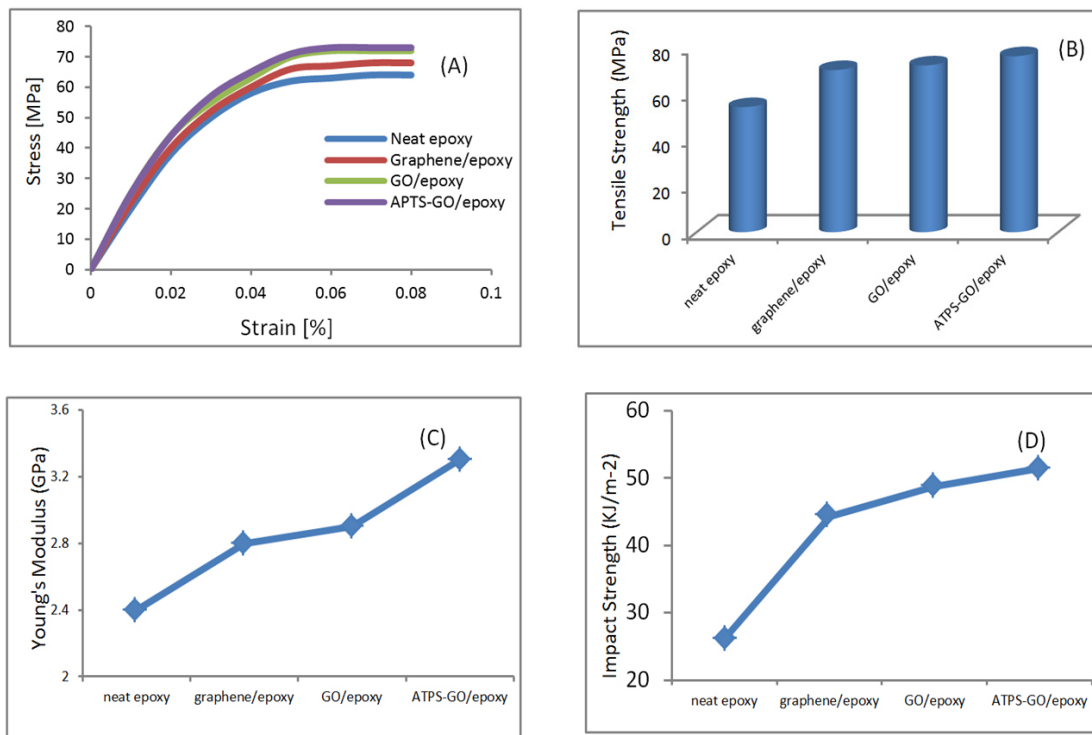 (A)
Stress [MPa]
80
70
60
50
40
30
20
10
0
Neat epoxy
Graphene/epoxy
GO/epoxy
APTS-GO/epoxy
0 0.02 0.04 0.06 0.08 0.1
Strain [%]
(B)
Tensile Strength (MPa)
80
60
40
20
0
neat epoxy
graphene/epoxy
GO/epoxy
ATPS-GO/epoxy
(C)
Young's Modulus (GPa)
3.6
3.2
2.8
2.4
2
neat epoxy graphene/epoxy GO/epoxy ATPS-GO/epoxy
(D)
Impact Strength (KJ/m-2)
60
50
40
30
20
neat epoxy graphene/epoxy GO/epoxy ATPS-GO/epoxy